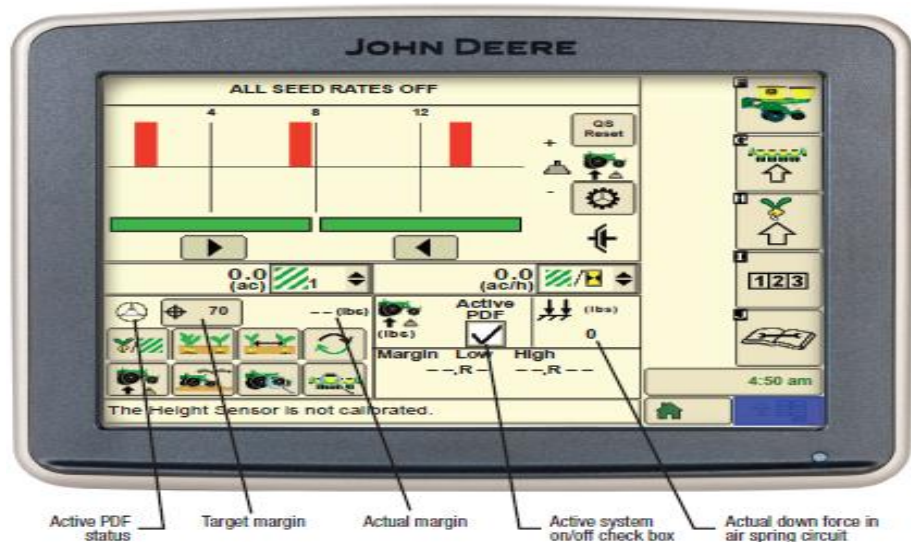 JOHN DEERE
ALL SEED RATES OFF
4 8 12
QS
Reset
+
-
0.0
(ac)
1
0.0
(ac/h)
70
--(lbs)
(lbs)
Active
PDF
(lbs)
0
Margin Low High
--,R- --,R--
1 2 3
4:50 am
The Height Sensor is not calibrated.
Active PDF
status
Target margin
Actual margin
Active system
on/off check box
Actual down force in
air spring circuit